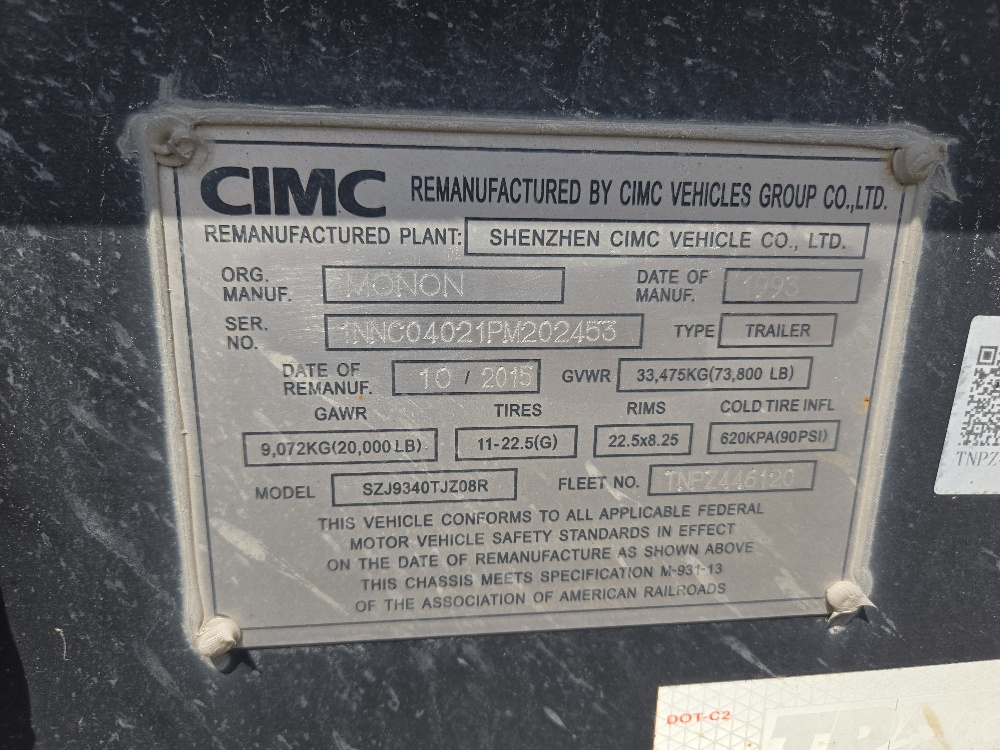 CIMC REMANUFACTURED BY CIMC VEHICLES GROUP CO.,LTD.
REMANUFACTURED PLANT: SHENZHEN CIMC VEHICLE CO., LTD.
ORG. MANUF. MONON DATE OF MANUF. 1993
SER. NO. 1NNC04021PM202453 TYPE TRAILER
DATE OF REMANUF. 10 / 2015 GVWR 33,475KG(73,800 LB)
GAWR TIRES RIMS COLD TIRE INFL
9,072KG(20,000 LB) 11-22.5(G) 22.5x8.25 620KPA(90PSI)
MODEL SZJ9340TJZ08R FLEET NO. TNPZ446120
THIS VEHICLE CONFORMS TO ALL APPLICABLE FEDERAL
MOTOR VEHICLE SAFETY STANDARDS IN EFFECT
ON THE DATE OF REMANUFACTURE AS SHOWN ABOVE
THIS CHASSIS MEETS SPECIFICATION M-931-13
OF THE ASSOCIATION OF AMERICAN RAILROADS
TNPZ
DOT-C2